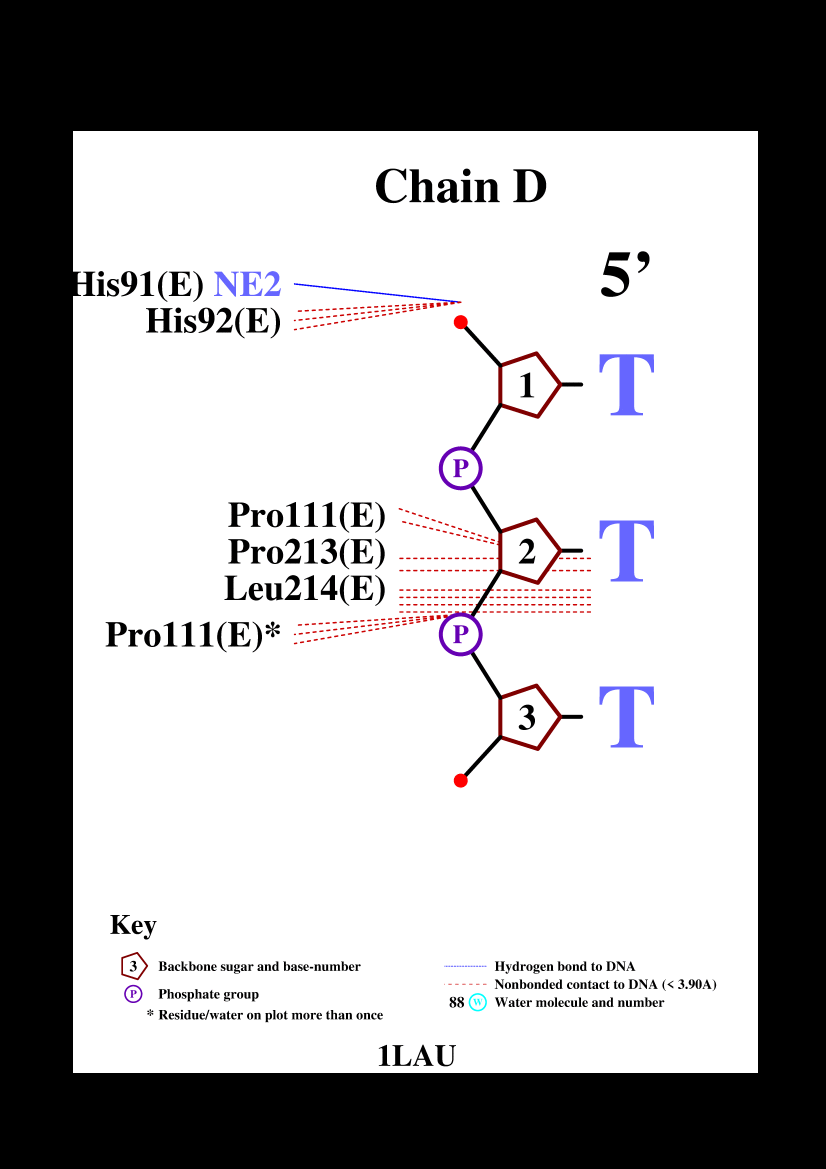 Chain D
5’
His91(E) NE2
His92(E)
1 T
P
Pro111(E)
Pro213(E)
2 T
Leu214(E)
Pro111(E)*
P
3 T
Key
3 Backbone sugar and base-number
P Phosphate group
* Residue/water on plot more than once
Hydrogen bond to DNA
Nonbonded contact to DNA (< 3.90A)
88 W Water molecule and number
1LAU